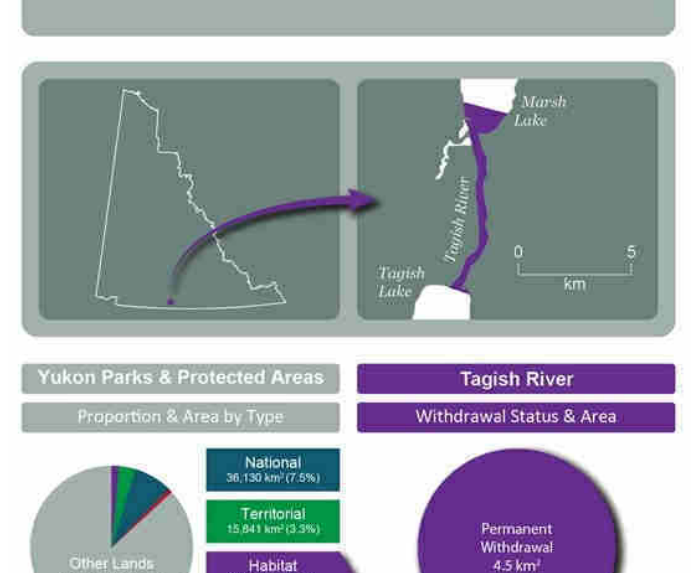 Marsh
Lake
Tagish River
0 5
km
Tagish
Lake
Yukon Parks & Protected Areas
Proportion & Area by Type
National
36,130 km² (7.5%)
Territorial
15,841 km² (3.3%)
Habitat
Other Lands
Tagish River
Withdrawal Status & Area
Permanent
Withdrawal
4.5 km²